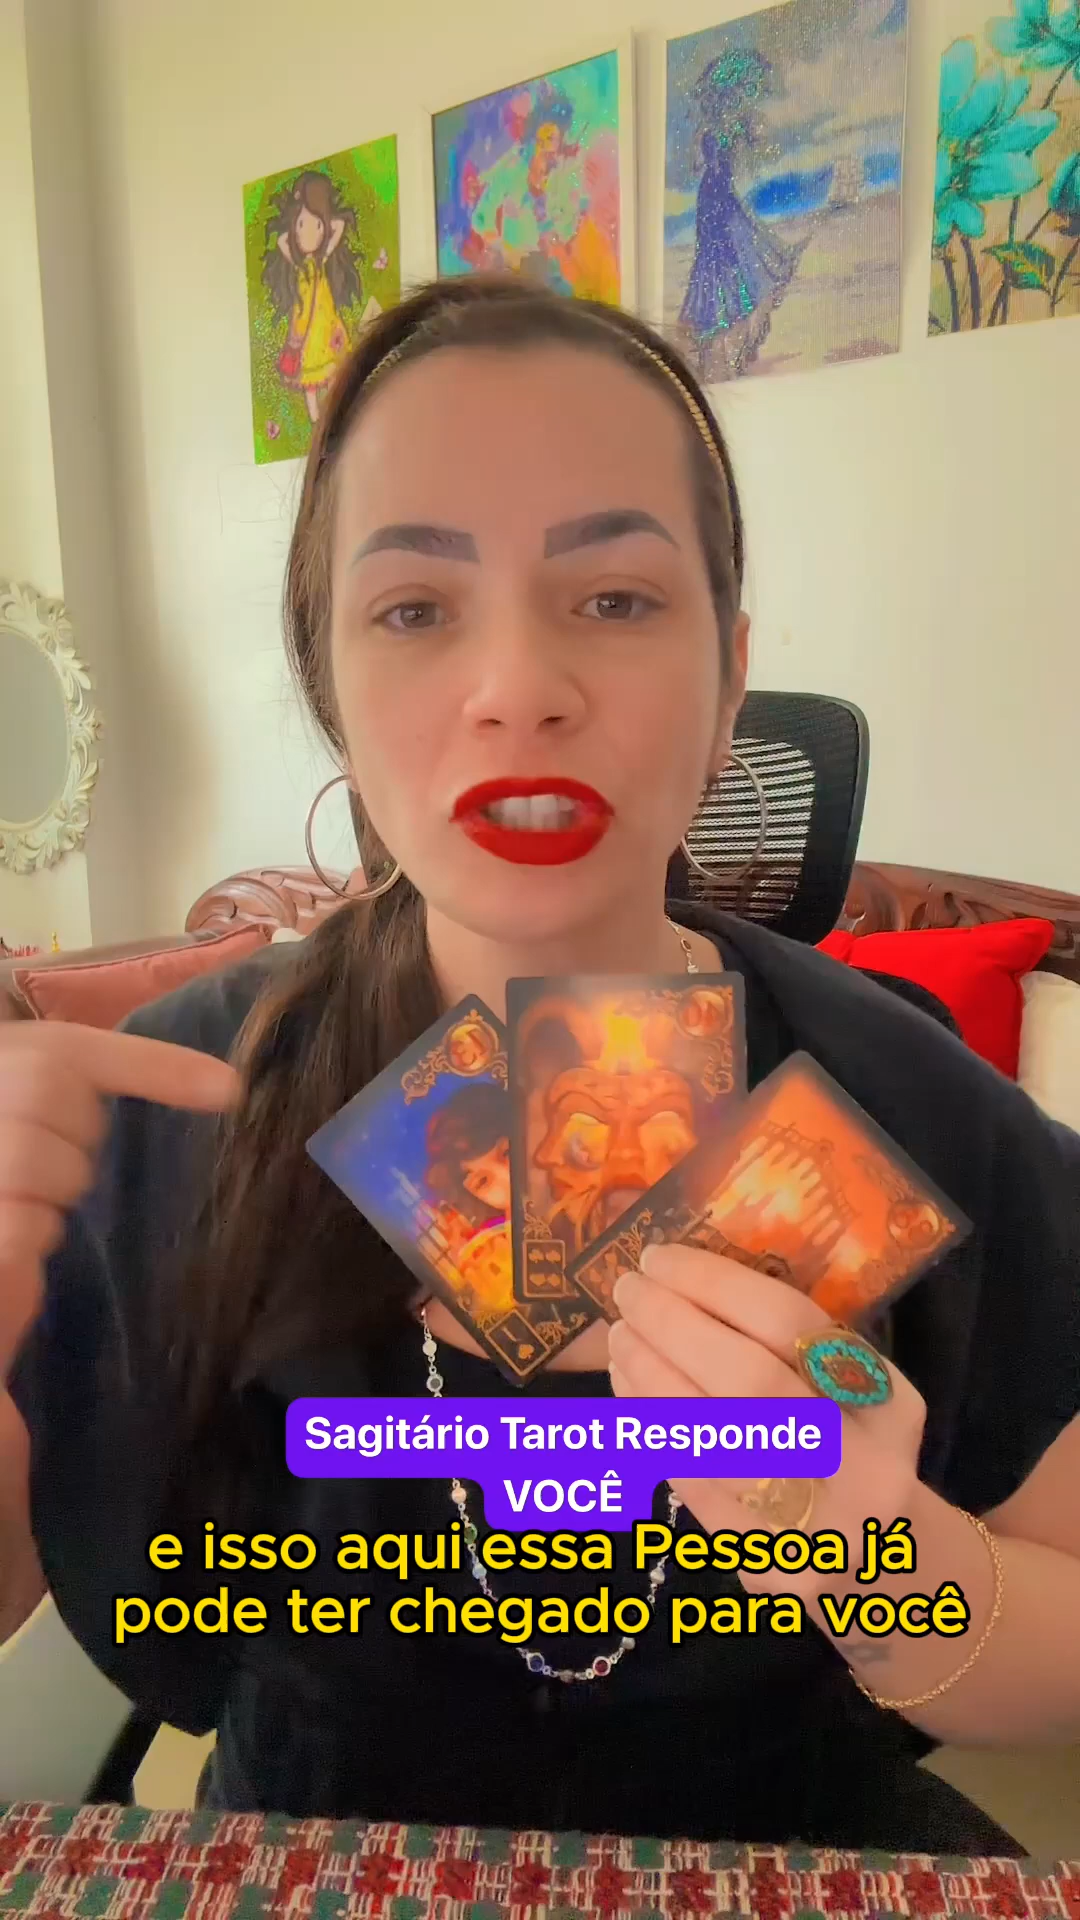 Sagitário Tarot Responde
VOCÊ
e isso aqui essa Pessoa já
pode ter chegado para você